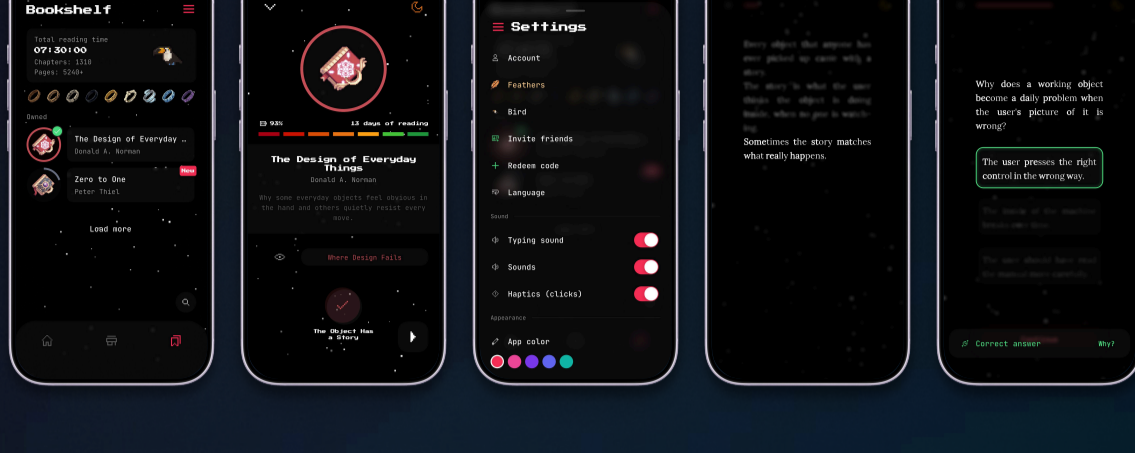 Bookshelf
Total reading time
07:30:00
Chapters: 1310
Pages: 5240+
Owned
The Design of Everyday ..
Donald A. Norman
New
Zero to One
Peter Thiel
Load more
93%
13 days of reading
The Design of Everyday
Things
Donald A. Norman
Why some everyday objects feel obvious in
the hand and others quietly resist every
move.
Where Design Fails
The Object Has
a Story
Settings
Account
Feathers
Bird
Invite friends
Redeem code
Language
Sound
Typing sound
Sounds
Haptics (clicks)
Appearance
App color
Every object that anyone has
ever picked up came with a
story.
The story is what the user
thinks the object is doing
inside, when no one is watch-
ing.
Sometimes the story matches
what really happens.
Why does a working object
become a daily problem when
the user's picture of it is
wrong?
The user presses the right
control in the wrong way.
Correct answer
Why?